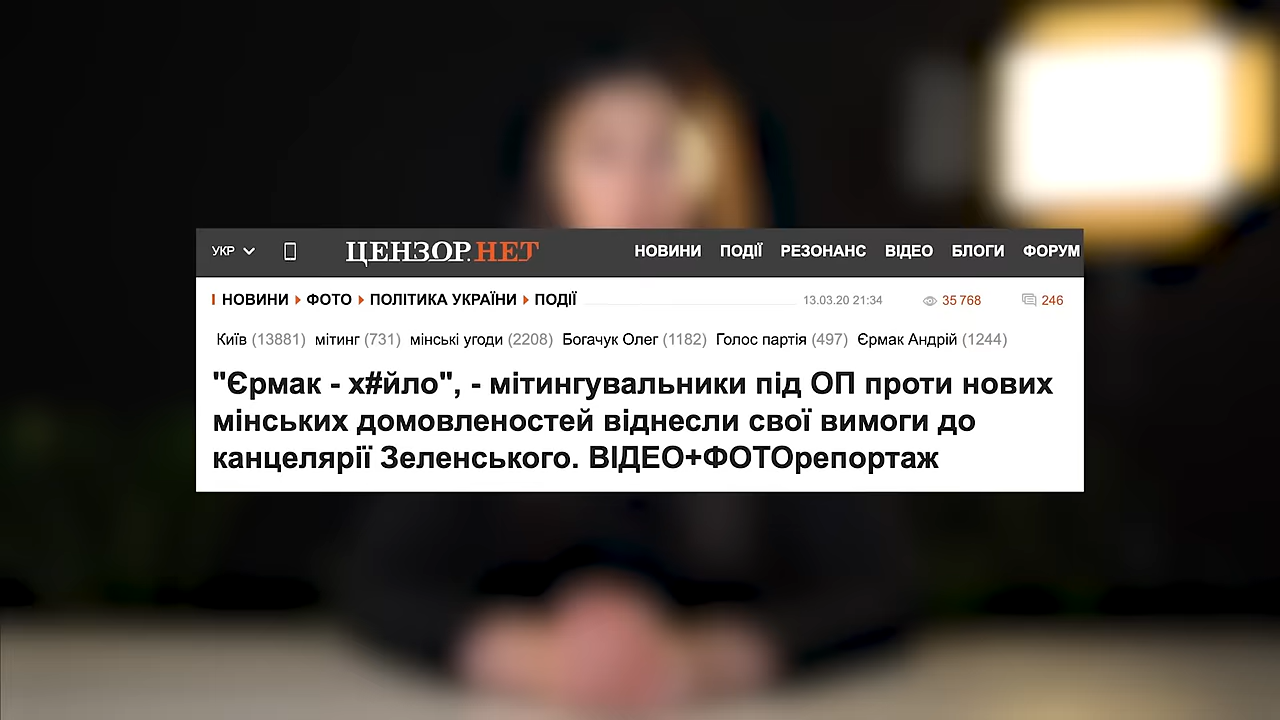 УКР ЦЕНЗОР.НЕТ НОВИНИ ПОДІЇ РЕЗОНАНС ВІДЕО БЛОГИ ФОРУМ
НОВИНИ ФОТО ПОЛІТИКА УКРАЇНИ ПОДІЇ 13.03.20 21:34 35 768 246
Київ (13881) мітинг (731) мінські угоди (2208) Богачук Олег (1182) Голос партія (497) Єрмак Андрій (1244)
"Єрмак - х#йло", - мітингувальники під ОП проти нових
мінських домовленостей віднесли свої вимоги до
канцелярії Зеленського. ВІДЕО+ФОТОрепортаж